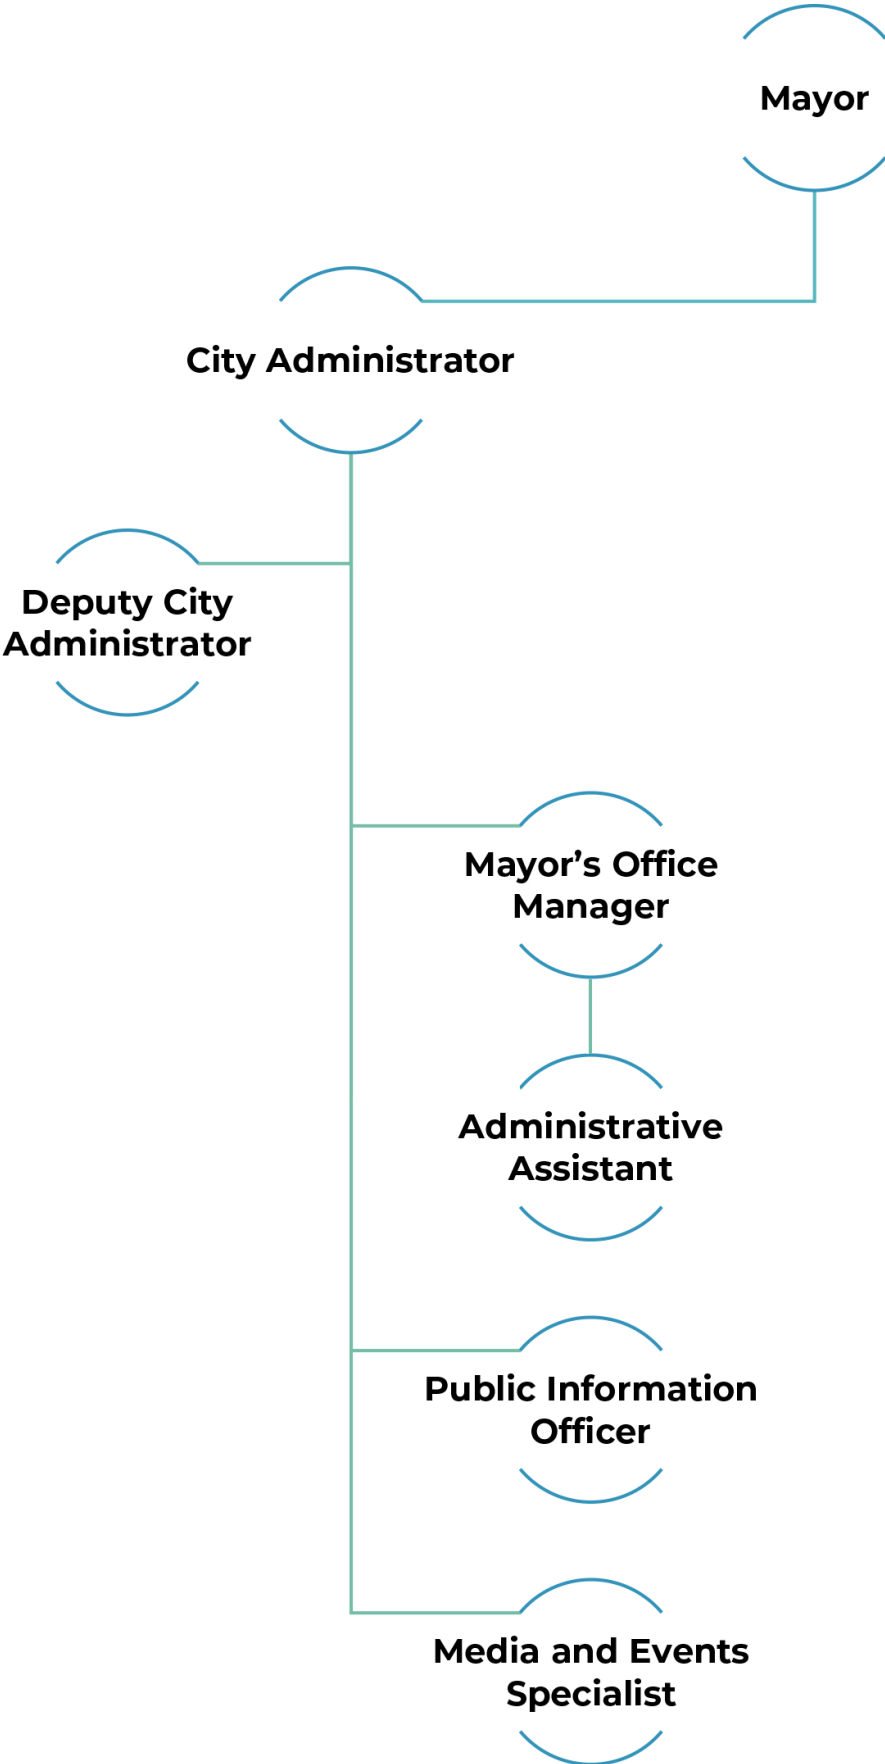 Mayor
City Administrator
Deputy City
Administrator
Mayor’s Office
Manager
Administrative
Assistant
Public Information
Officer
Media and Events
Specialist